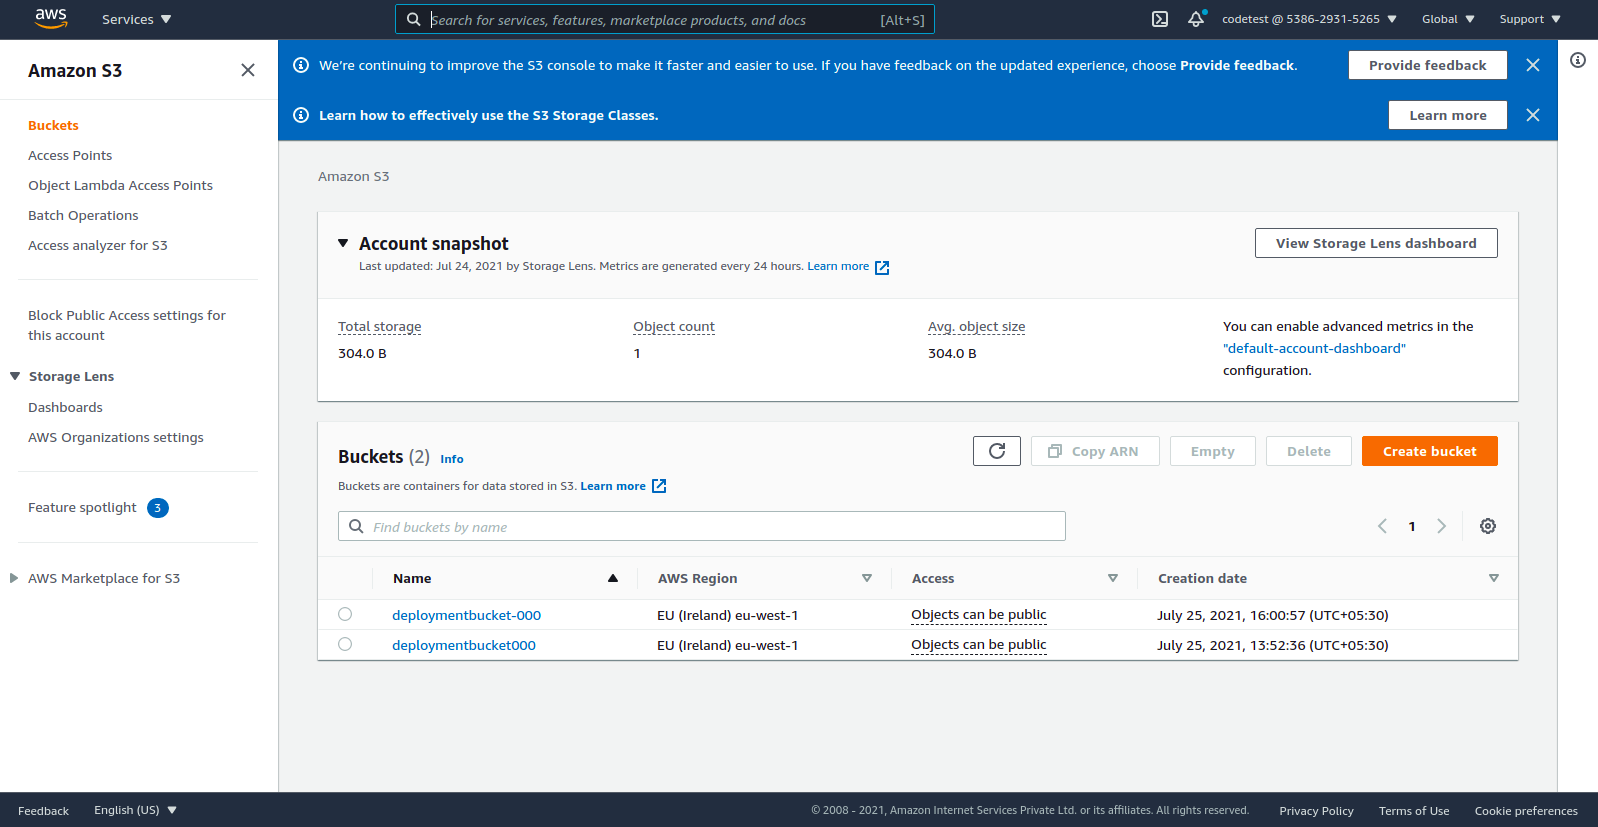 aws
Services
Search for services, features, marketplace products, and docs
[Alt+S]
codetest @ 5386-2931-5265
Global
Support
Amazon S3
Buckets
Access Points
Object Lambda Access Points
Batch Operations
Access analyzer for S3
Block Public Access settings for
this account
Storage Lens
Dashboards
AWS Organizations settings
Feature spotlight 3
AWS Marketplace for S3
We're continuing to improve the S3 console to make it faster and easier to use. If you have feedback on the updated experience, choose Provide feedback.
Provide feedback
Learn how to effectively use the S3 Storage Classes.
Learn more
Amazon S3
Account snapshot
Last updated: Jul 24, 2021 by Storage Lens. Metrics are generated every 24 hours. Learn more
View Storage Lens dashboard
Total storage
304.0 B
Object count
1
Avg. object size
304.0 B
You can enable advanced metrics in the
"default-account-dashboard"
configuration.
Buckets (2) Info
Buckets are containers for data stored in S3. Learn more
Copy ARN
Empty
Delete
Create bucket
Find buckets by name
1
Name AWS Region Access Creation date
deploymentbucket-000 EU (Ireland) eu-west-1 Objects can be public July 25, 2021, 16:00:57 (UTC+05:30)
deploymentbucket000 EU (Ireland) eu-west-1 Objects can be public July 25, 2021, 13:52:36 (UTC+05:30)
Feedback
English (US)
© 2008 - 2021, Amazon Internet Services Private Ltd. or its affiliates. All rights reserved.
Privacy Policy
Terms of Use
Cookie preferences